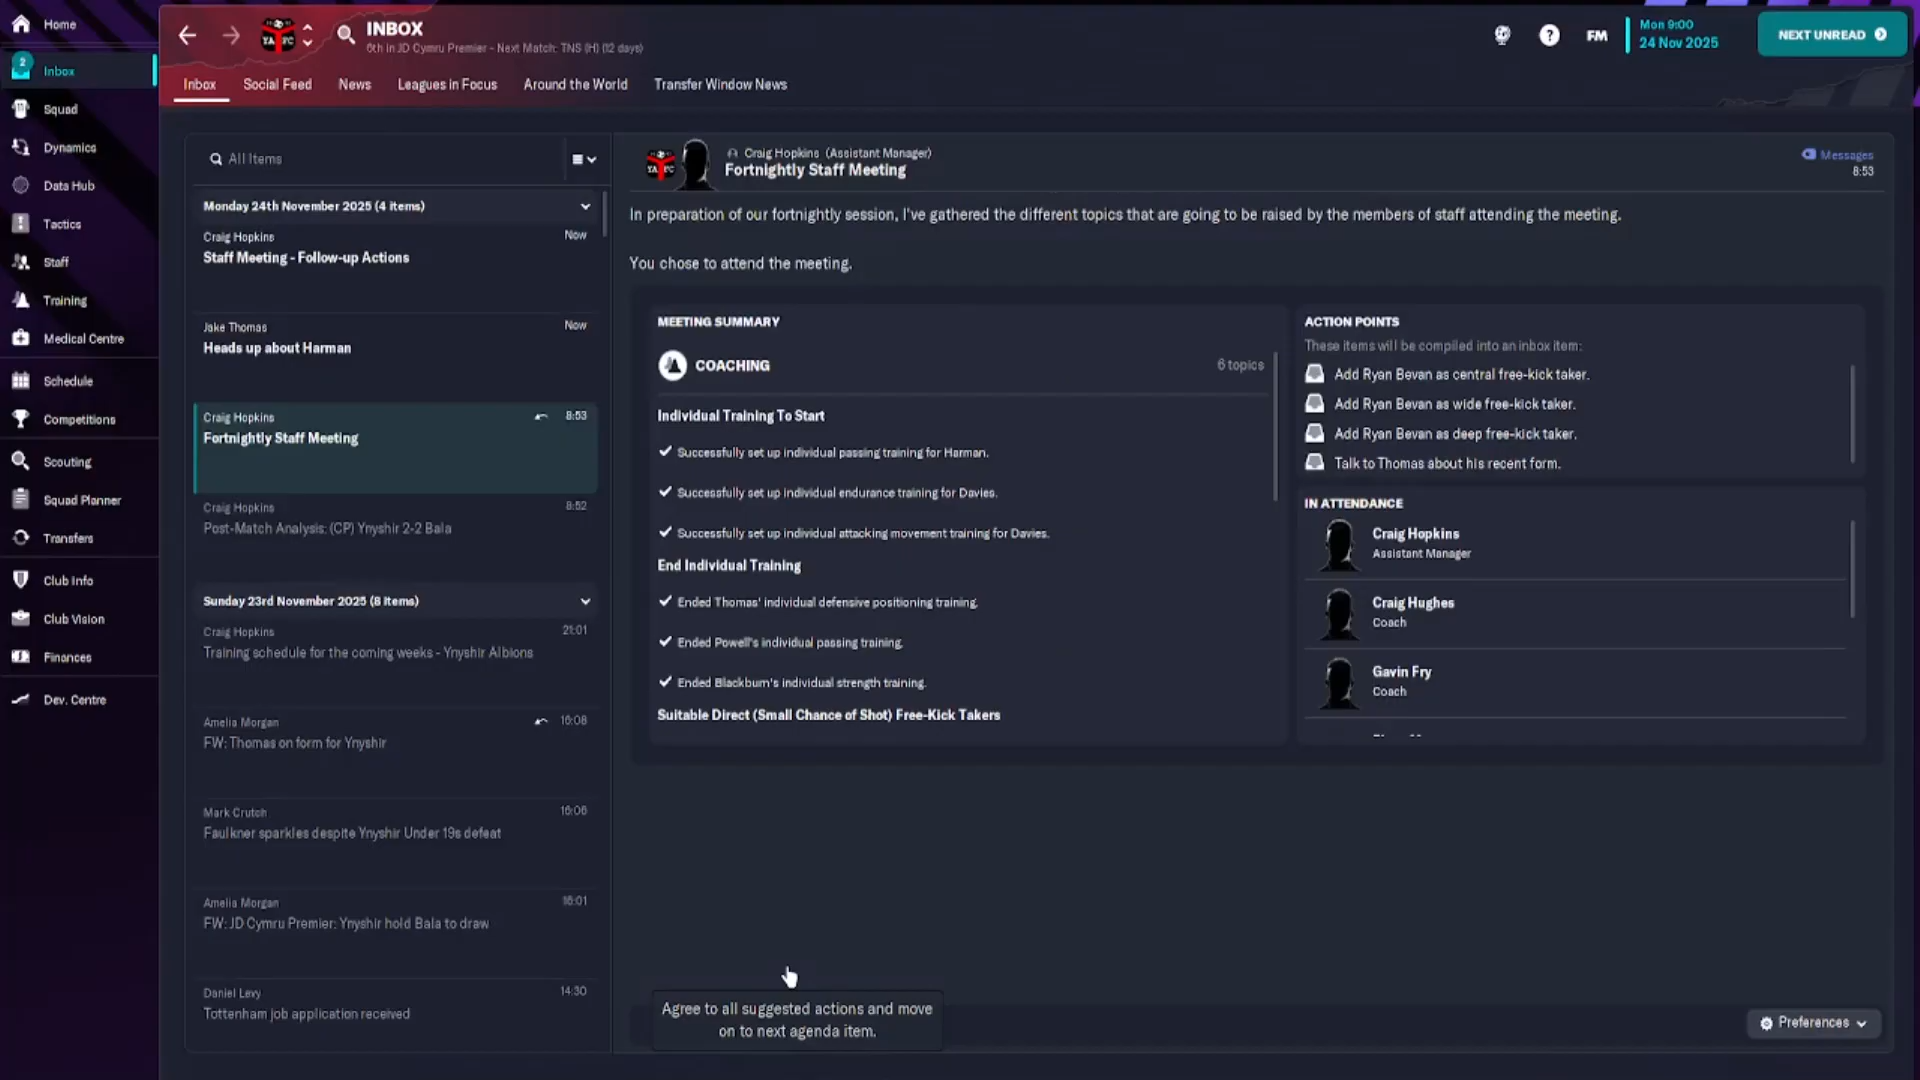 Home
2
Inbox
Squad
Dynamics
Data Hub
Tactics
Staff
Training
Medical Centre
Schedule
Competitions
Scouting
Squad Planner
Transfers
Club Info
Club Vision
Finances
Dev. Centre
YA FC
INBOX
6th in JD Cymru Premier - Next Match: TNS (H) (12 days)
FM
Mon 9:00
24 Nov 2025
NEXT UNREAD
Inbox
Social Feed
News
Leagues in Focus
Around the World
Transfer Window News
All Items
Monday 24th November 2025 (4 items)
Craig Hopkins
Now
Staff Meeting - Follow-up Actions
Jake Thomas
Now
Heads up about Harman
Craig Hopkins
8:53
Fortnightly Staff Meeting
Craig Hopkins
8:52
Post-Match Analysis: (CP) Ynyshir 2-2 Bala
Sunday 23rd November 2025 (8 items)
Craig Hopkins
21:01
Training schedule for the coming weeks - Ynyshir Albions
Amelia Morgan
16:08
FW: Thomas on form for Ynyshir
Mark Crutch
16:06
Faulkner sparkles despite Ynyshir Under 19s defeat
Amelia Morgan
16:01
FW: JD Cymru Premier: Ynyshir hold Bala to draw
Daniel Levy
14:30
Tottenham job application received
YA FC
Craig Hopkins (Assistant Manager)
Fortnightly Staff Meeting
Messages
8:53
In preparation of our fortnightly session, I've gathered the different topics that are going to be raised by the members of staff attending the meeting.
You chose to attend the meeting.
MEETING SUMMARY
COACHING
6 topics
Individual Training To Start
Successfully set up individual passing training for Harman.
Successfully set up individual endurance training for Davies.
Successfully set up individual attacking movement training for Davies.
End Individual Training
Ended Thomas' individual defensive positioning training.
Ended Powell's individual passing training.
Ended Blackburn's individual strength training.
Suitable Direct (Small Chance of Shot) Free-Kick Takers
ACTION POINTS
These items will be compiled into an inbox item:
Add Ryan Bevan as central free-kick taker.
Add Ryan Bevan as wide free-kick taker.
Add Ryan Bevan as deep free-kick taker.
Talk to Thomas about his recent form.
IN ATTENDANCE
Craig Hopkins
Assistant Manager
Craig Hughes
Coach
Gavin Fry
Coach
Agree to all suggested actions and move
on to next agenda item.
Preferences